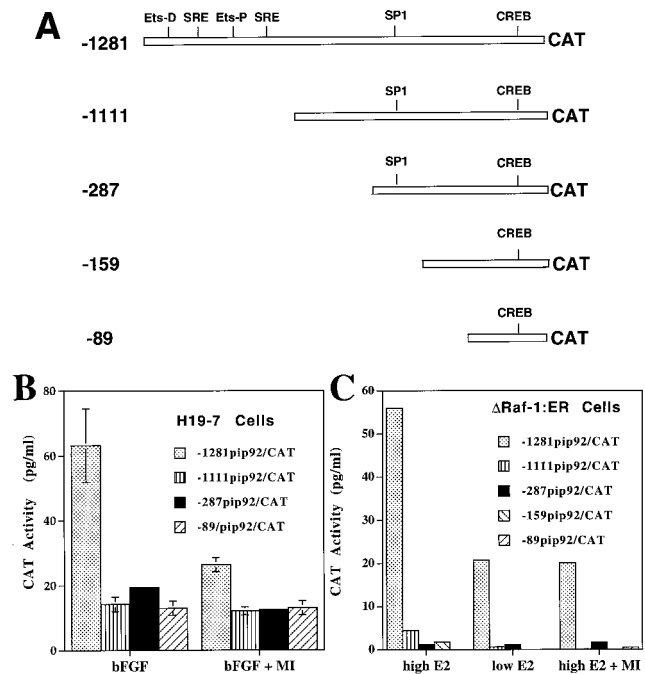 A
Ets-D SRE Ets-P SRE SP1 CREB
-1281 CAT
SP1 CREB
-1111 CAT
SP1 CREB
-287 CAT
CREB
-159 CAT
CREB
-89 CAT
B
H19-7 Cells
-1281pip92/CAT
-1111pip92/CAT
-287pip92/CAT
-89/pip92/CAT
CAT Activity (pg/ml)
80
60
40
20
0
bFGF bFGF + MI
C
ΔRaf-1:ER Cells
-1281pip92/CAT
-1111pip92/CAT
-287pip92/CAT
-159pip92/CAT
-89pip92/CAT
CAT Activity (pg/ml)
60
50
40
30
20
10
0
high E2 low E2 high E2 + MI